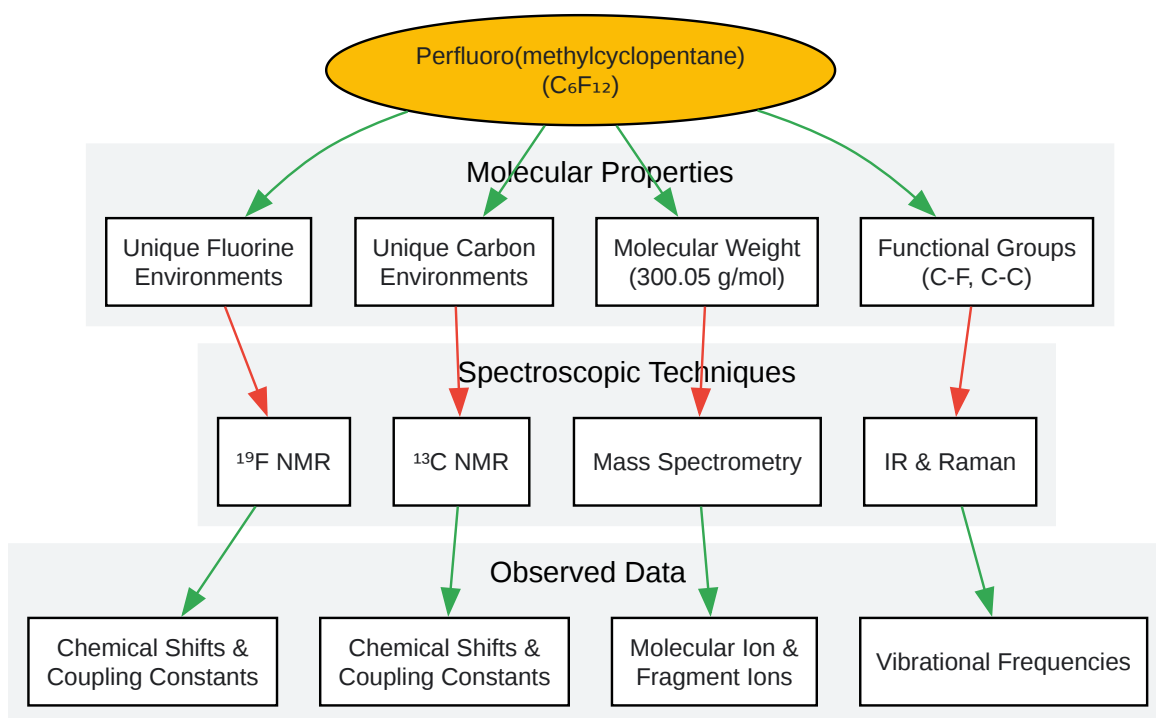 Perfluoro(methylcyclopentane)
(C₆F₁₂)
Molecular Properties
Unique Fluorine
Environments
Unique Carbon
Environments
Molecular Weight
(300.05 g/mol)
Functional Groups
(C-F, C-C)
Spectroscopic Techniques
¹⁹F NMR
¹³C NMR
Mass Spectrometry
IR & Raman
Observed Data
Chemical Shifts &
Coupling Constants
Chemical Shifts &
Coupling Constants
Molecular Ion &
Fragment Ions
Vibrational Frequencies